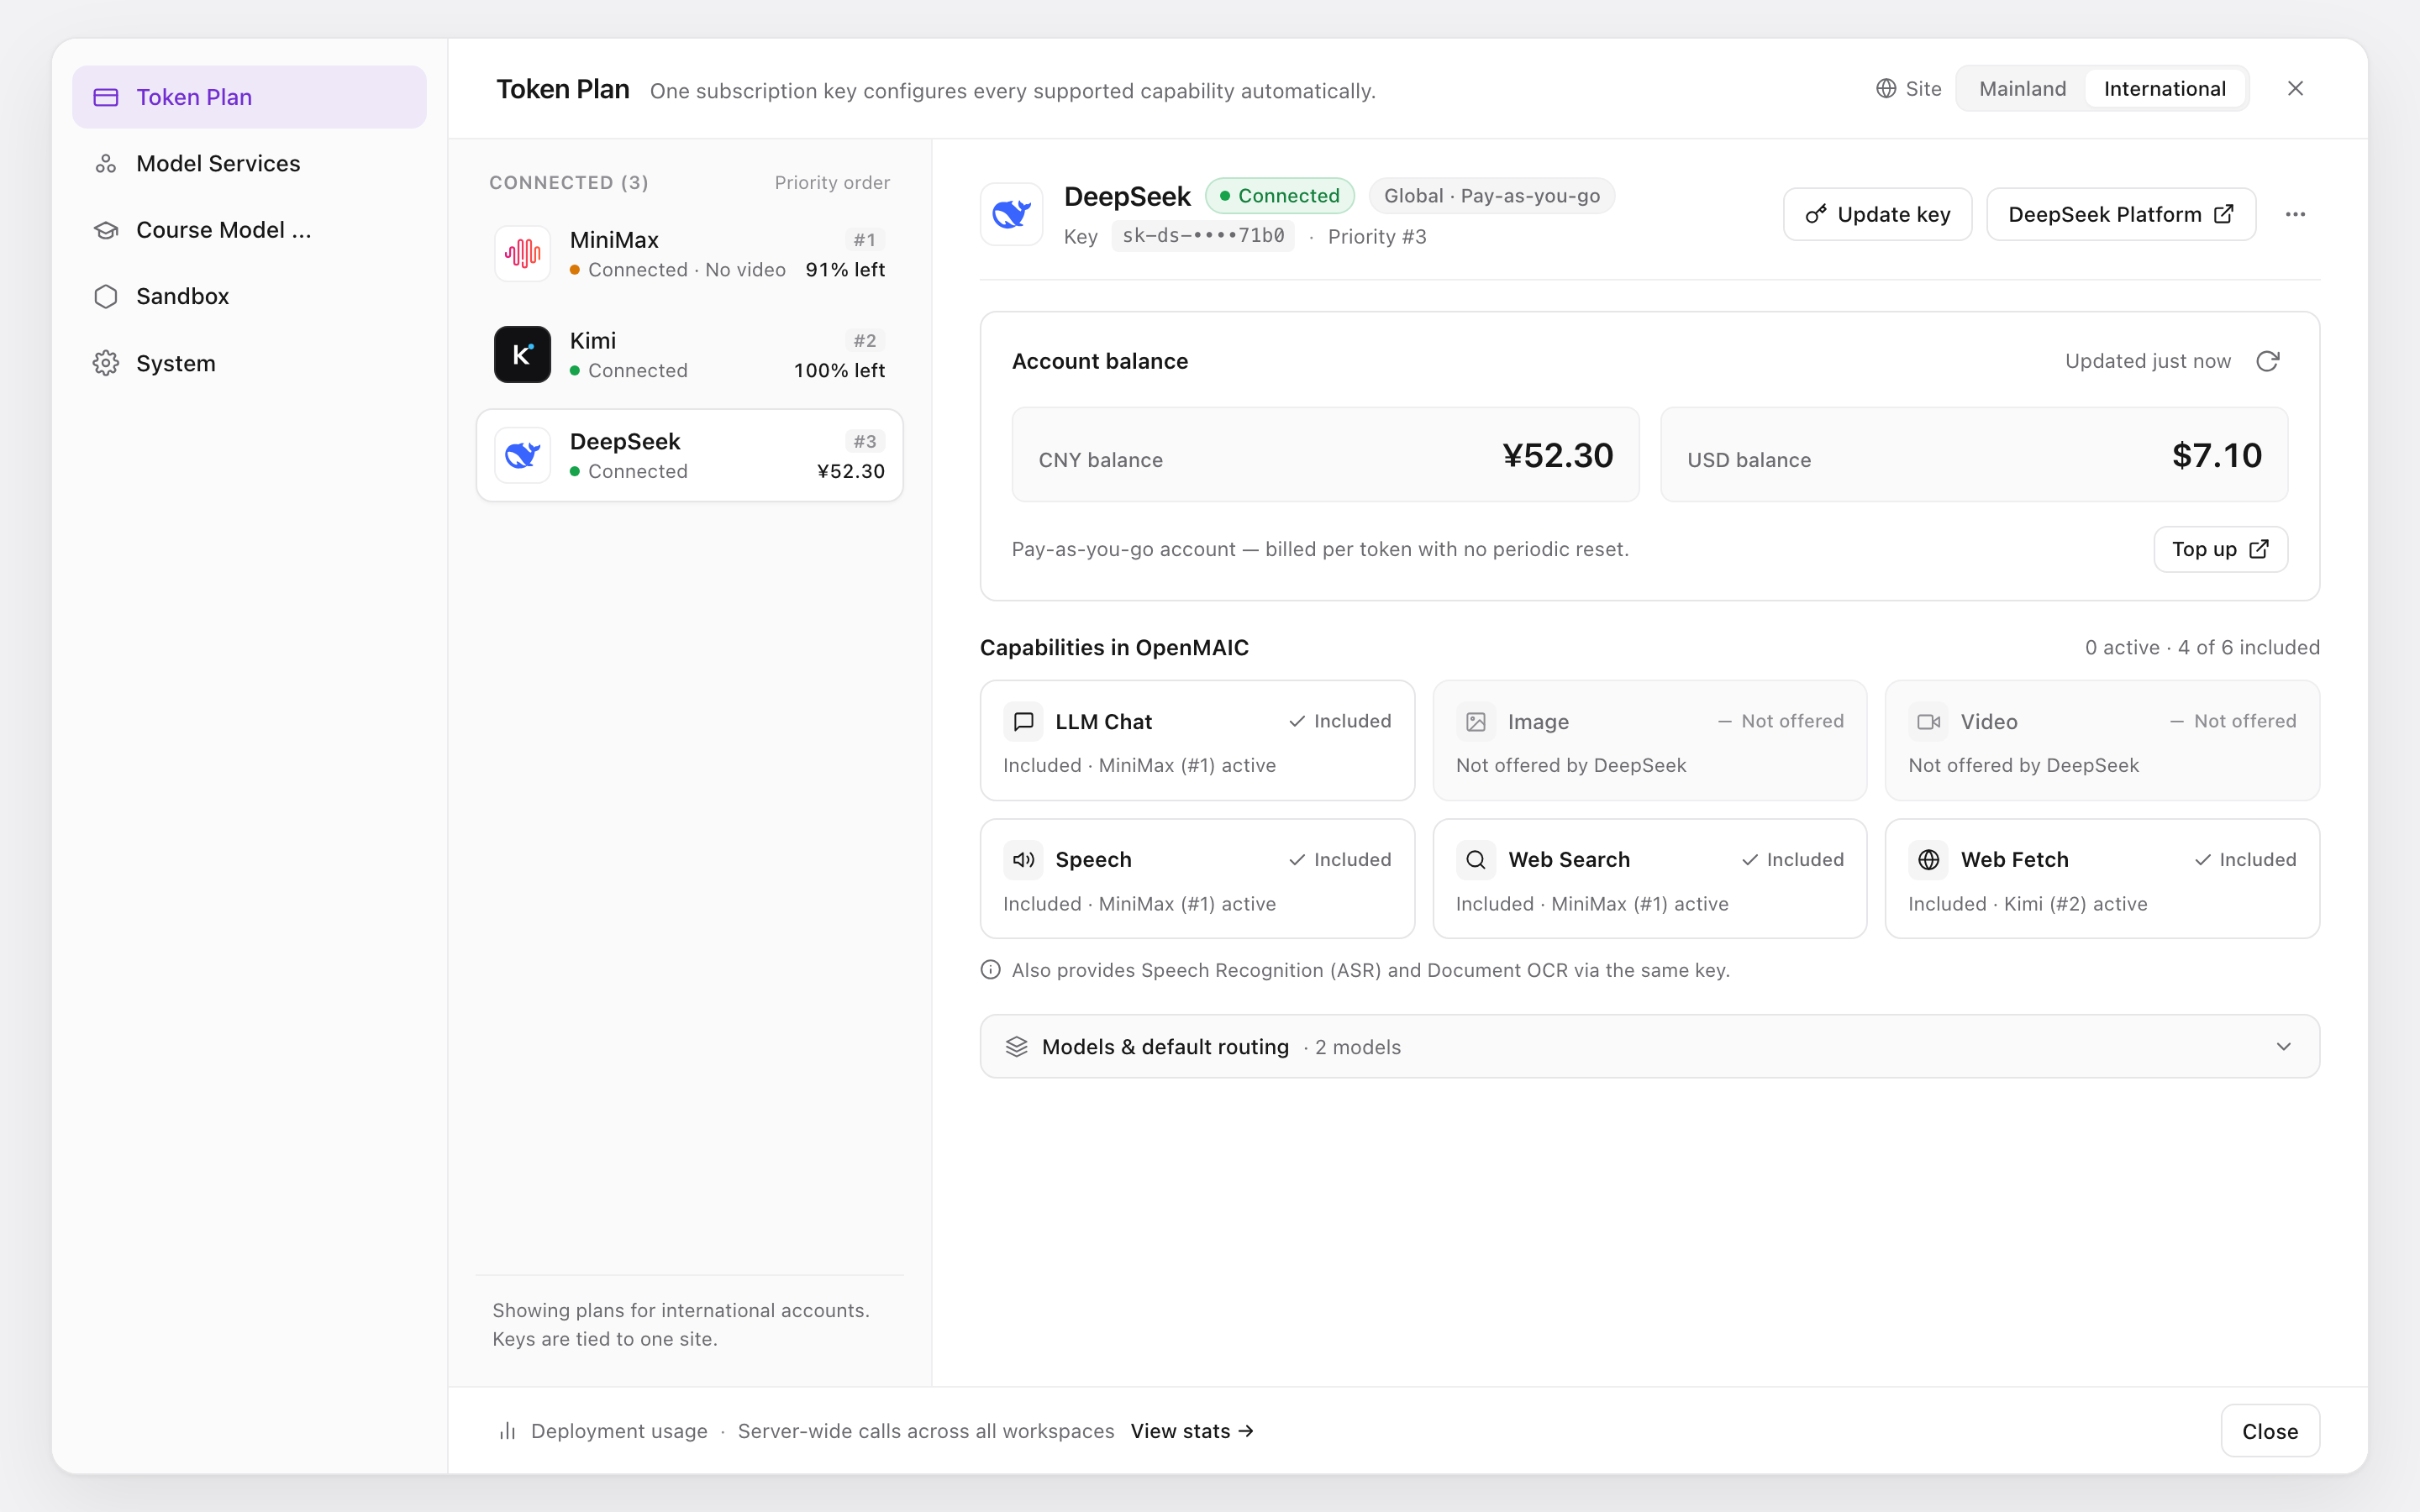 Token Plan
Model Services
Course Model ...
Sandbox
System
Token Plan One subscription key configures every supported capability automatically.
Site Mainland International
CONNECTED (3) Priority order
MiniMax #1
Connected · No video 91% left
Kimi #2
Connected 100% left
DeepSeek #3
Connected ¥52.30
Showing plans for international accounts.
Keys are tied to one site.
DeepSeek Connected Global · Pay-as-you-go
Key sk-ds-••••71b0 · Priority #3
Update key DeepSeek Platform
Account balance Updated just now
CNY balance ¥52.30 USD balance $7.10
Pay-as-you-go account — billed per token with no periodic reset. Top up
Capabilities in OpenMAIC 0 active · 4 of 6 included
LLM Chat Included
Included · MiniMax (#1) active
Image — Not offered
Not offered by DeepSeek
Video — Not offered
Not offered by DeepSeek
Speech Included
Included · MiniMax (#1) active
Web Search Included
Included · MiniMax (#1) active
Web Fetch Included
Included · Kimi (#2) active
Also provides Speech Recognition (ASR) and Document OCR via the same key.
Models & default routing · 2 models
Deployment usage · Server-wide calls across all workspaces View stats →
Close